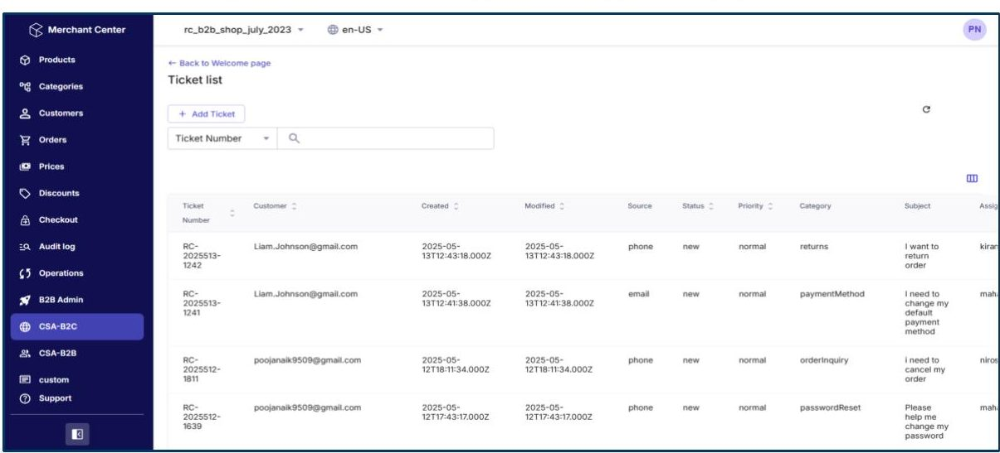 Merchant Center
rc_b2b_shop_july_2023
en-US
PN
Products
Categories
Customers
Orders
Prices
Discounts
Checkout
Audit log
Operations
B2B Admin
CSA-B2C
CSA-B2B
custom
Support
← Back to Welcome page
Ticket list
+ Add Ticket
Ticket Number
Ticket Number Customer Created Modified Source Status Priority Category Subject Assig
RC-2025513-1242 Liam.Johnson@gmail.com 2025-05-13T12:43:18.000Z 2025-05-13T12:43:18.000Z phone new normal returns I want to return order kiran
RC-2025513-1241 Liam.Johnson@gmail.com 2025-05-13T12:41:38.000Z 2025-05-13T12:41:38.000Z email new normal paymentMethod I need to change my default payment method maha
RC-2025512-1811 poojanaik9509@gmail.com 2025-05-12T18:11:34.000Z 2025-05-12T18:11:34.000Z phone new normal orderInquiry i need to cancel my order niros
RC-2025512-1639 poojanaik9509@gmail.com 2025-05-12T17:43:17.000Z 2025-05-12T17:43:17.000Z phone new normal passwordReset Please help me change my password maha